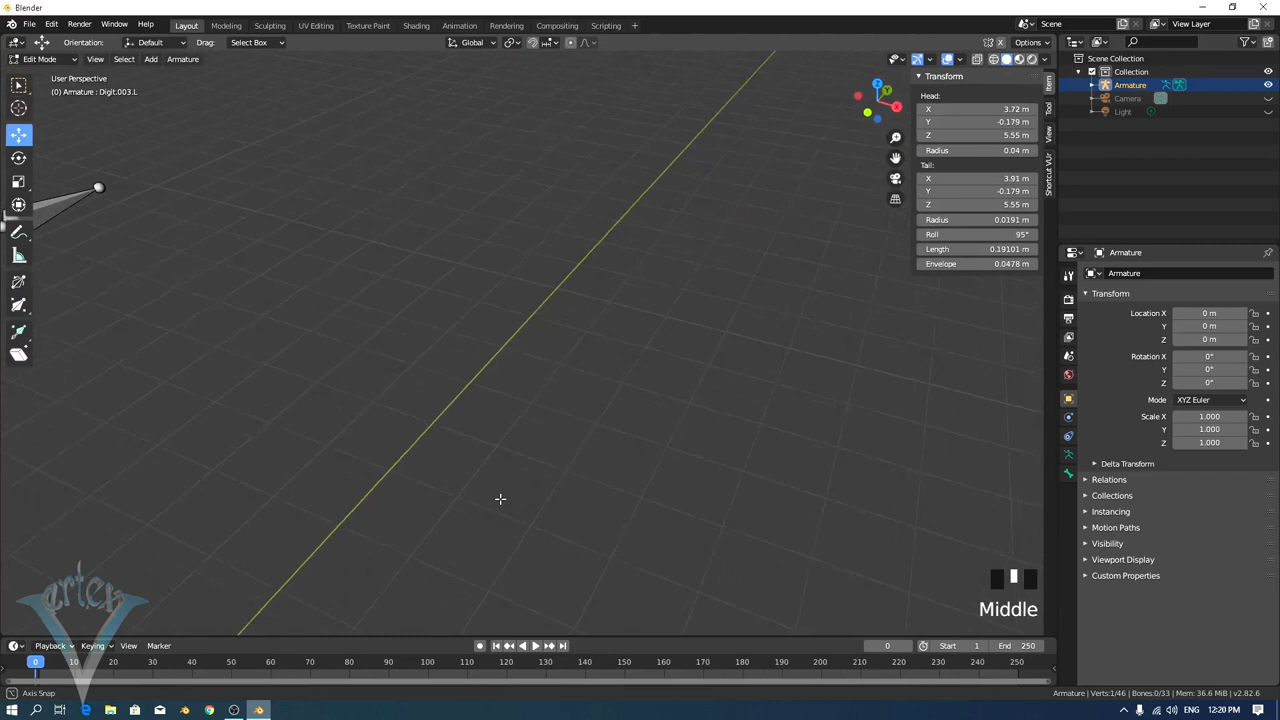 Blender
File Edit Render Window Help Layout Modeling Sculpting UV Editing Texture Paint Shading Animation Rendering Compositing Scripting + Scene View Layer
Orientation: Default Drag: Select Box Global X Options
Edit Mode View Select Add Armature
User Perspective
(0) Armature : Digit.003.L
Z
Y
X
Transform
Head:
X 3.72 m
Y -0.179 m
Z 5.55 m
Radius 0.04 m
Tail:
X 3.91 m
Y -0.179 m
Z 5.55 m
Radius 0.0191 m
Roll 95°
Length 0.19101 m
Envelope 0.0478 m
Item
Tool
View
Shortcut VUr
Scene Collection
Collection
Armature
Camera
Light
Armature
Armature
Transform
Location X 0 m
Y 0 m
Z 0 m
Rotation X 0°
Y 0°
Z 0°
Mode XYZ Euler
Scale X 1.000
Y 1.000
Z 1.000
Delta Transform
Relations
Collections
Instancing
Motion Paths
Visibility
Viewport Display
Custom Properties
Middle
Vertex
Playback Keying View Marker 0 Start 1 End 250
0 10 20 30 40 50 60 70 80 90 100 110 120 130 140 150 160 170 180 190 200 210 220 230 240 250
Axis Snap
Armature | Verts:1/46 | Bones:0/33 | Mem: 36.6 MiB | v2.82.6
ENG 12:20 PM